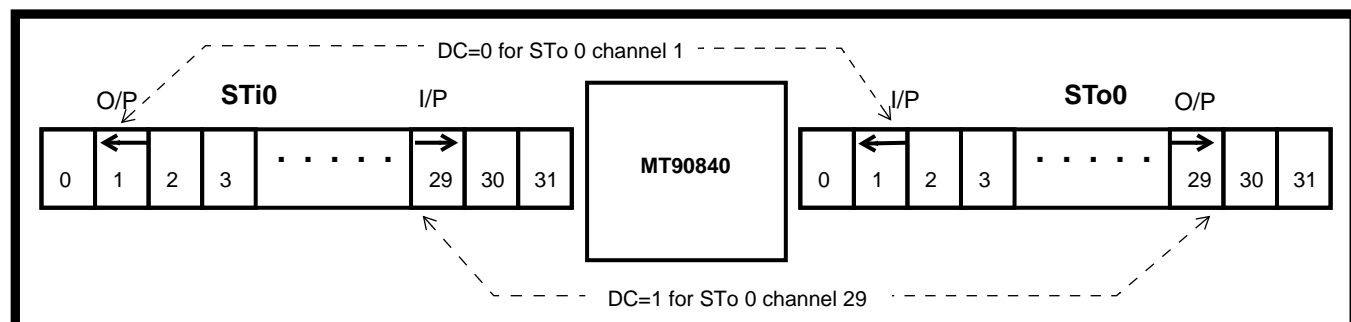 DC=0 for STo 0 channel 1
O/P STi0 I/P I/P STo0 O/P
0 1 2 3 . . . . . 29 30 31 MT90840 0 1 2 3 . . . . . 29 30 31
DC=1 for STo 0 channel 29